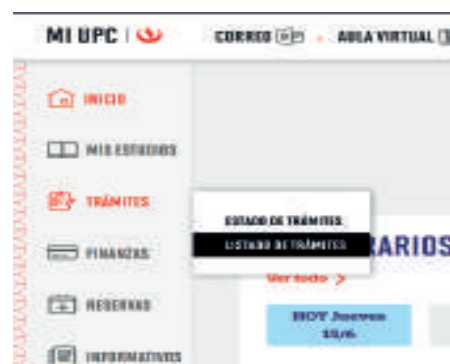 MI UPC
CORREO
AULA VIRTUAL
INICIO
MIS ESTUDIOS
TRÁMITES
ESTADO DE TRÁMITES
LISTADO DE TRÁMITES
FINANZAS
ARIOS
Ver todo >
RESERVAS
HOY Jueves
15/6
INFORMATIVOS